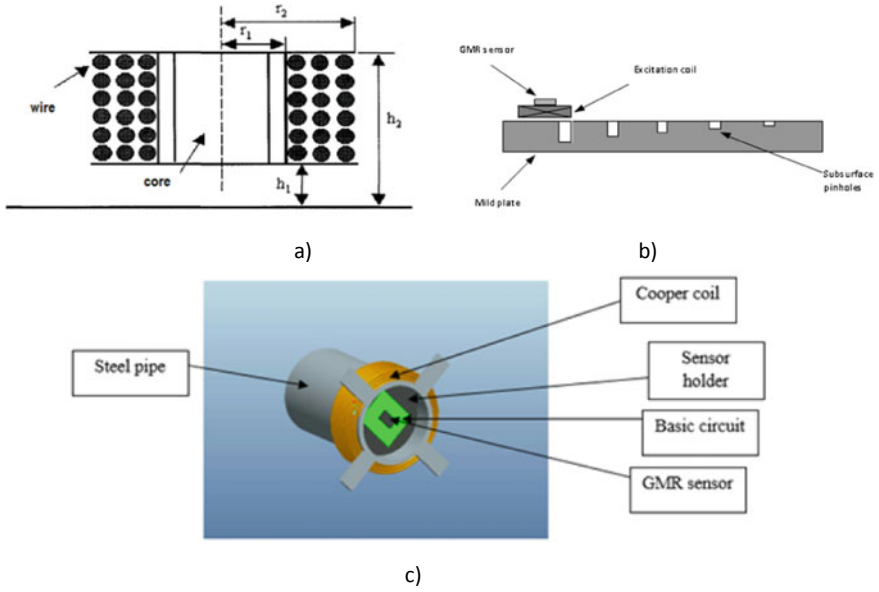 r2
r1
wire
h2
core
h1
a)
GMR sensor
Excitation coil
Subsurface
pinholes
Mild plate
b)
Cooper coil
Steel pipe
Sensor
holder
Basic circuit
GMR sensor
c)